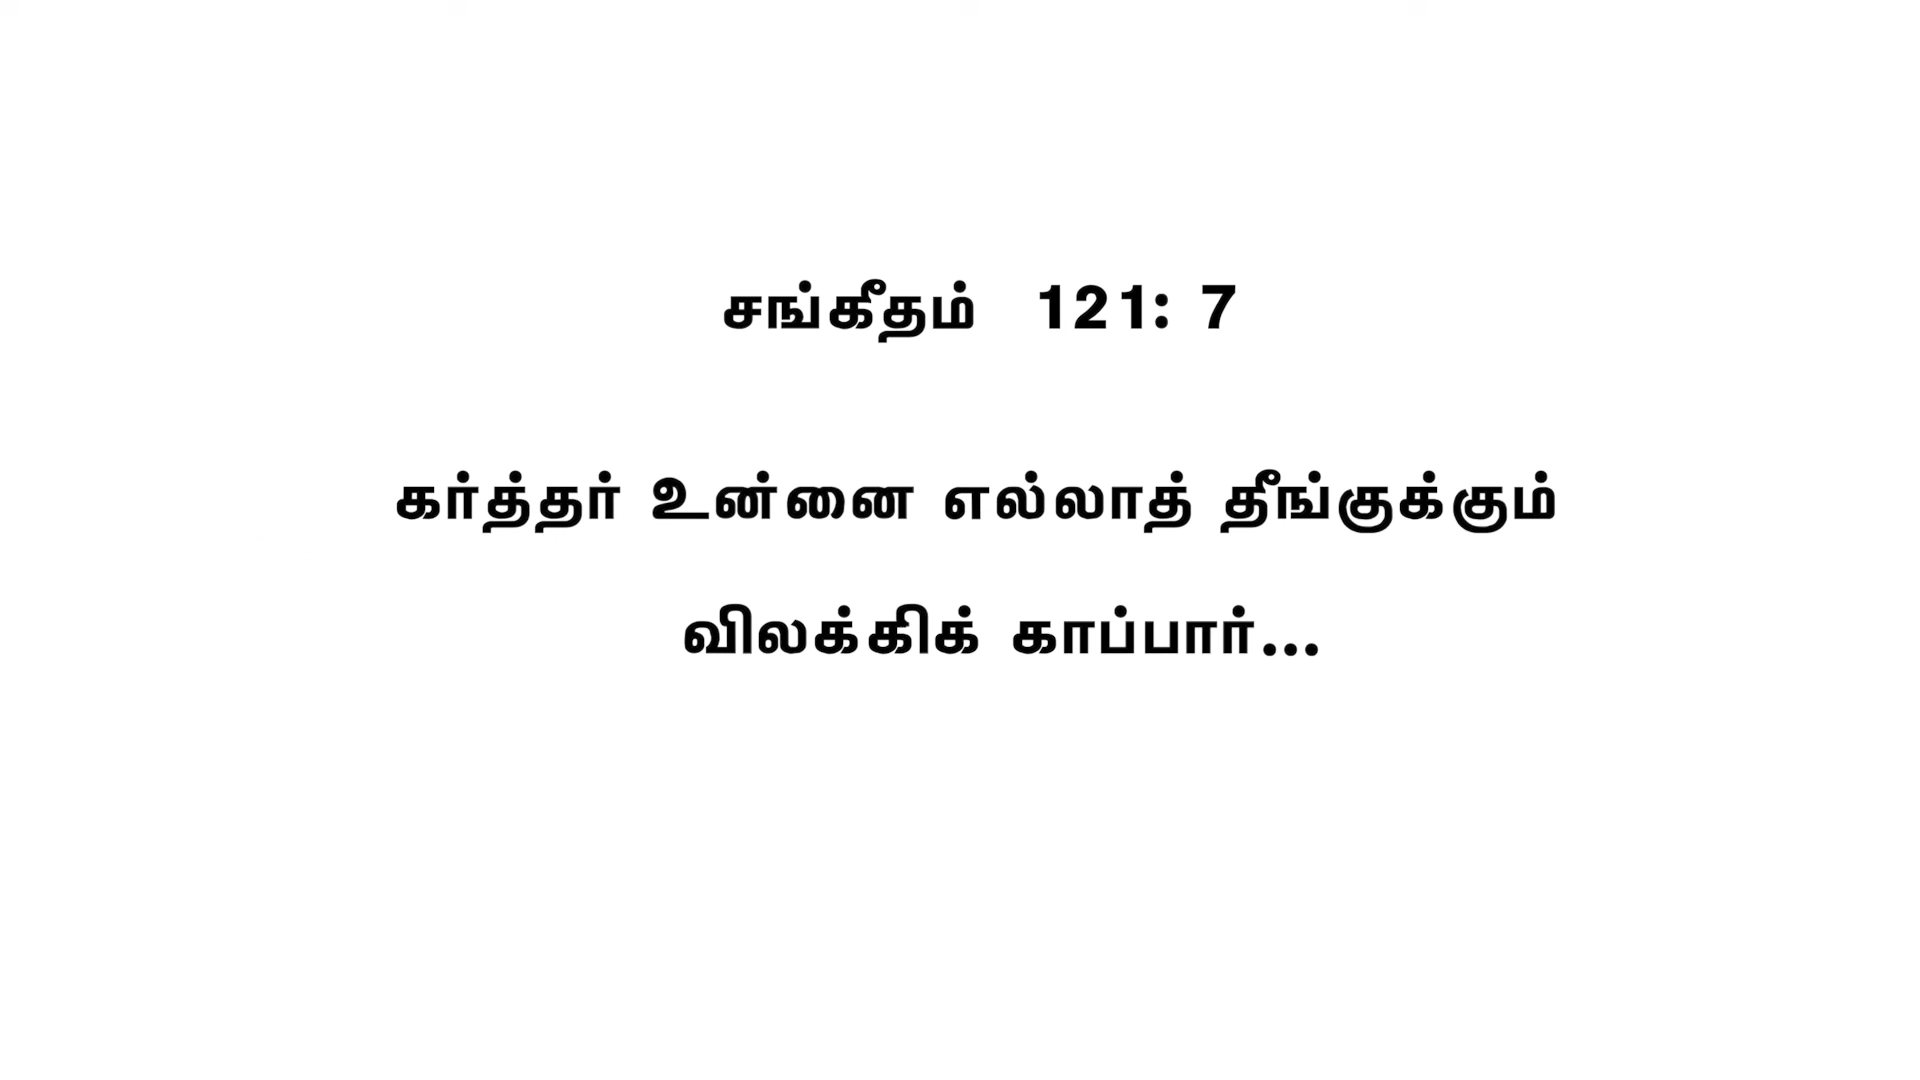 சங்கீதம் 121: 7
கர்த்தர் உன்னை எல்லாத் தீங்குக்கும்
விலக்கிக் காப்பார்...